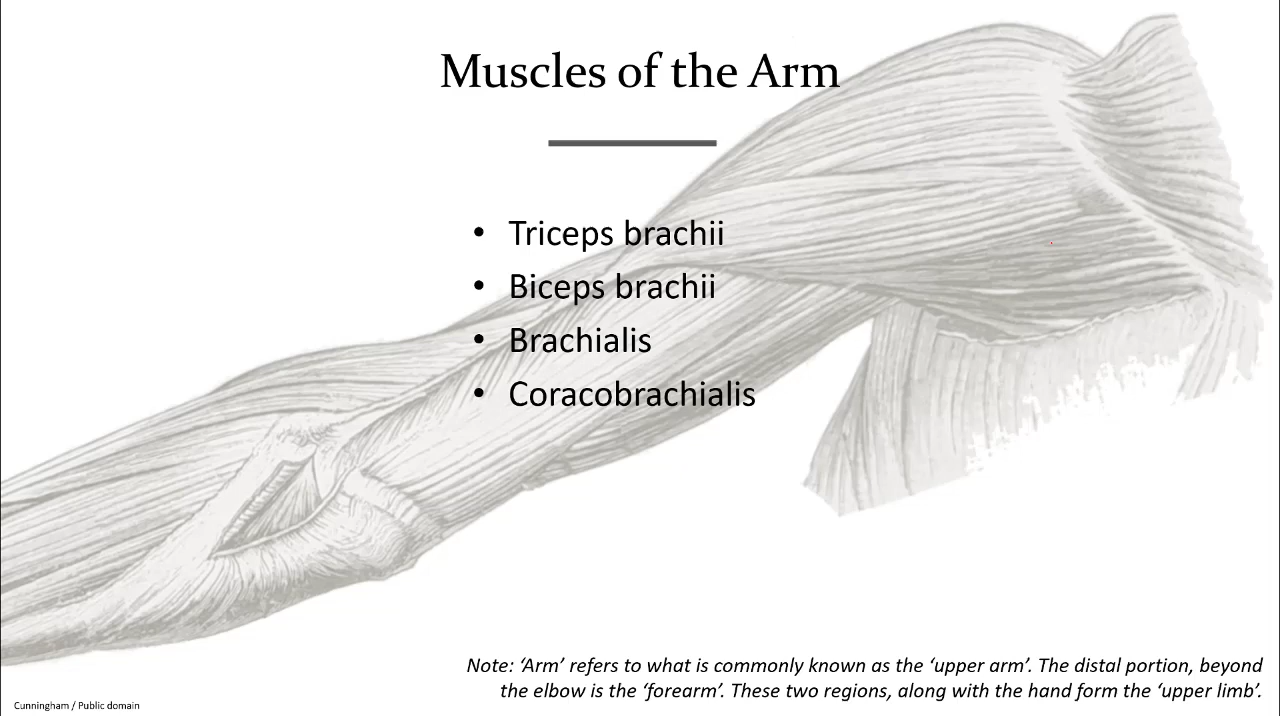 Muscles of the Arm
• Triceps brachii
• Biceps brachii
• Brachialis
• Coracobrachialis
Note: ‘Arm’ refers to what is commonly known as the ‘upper arm’. The distal portion, beyond
the elbow is the ‘forearm’. These two regions, along with the hand form the ‘upper limb’.
Cunningham / Public domain